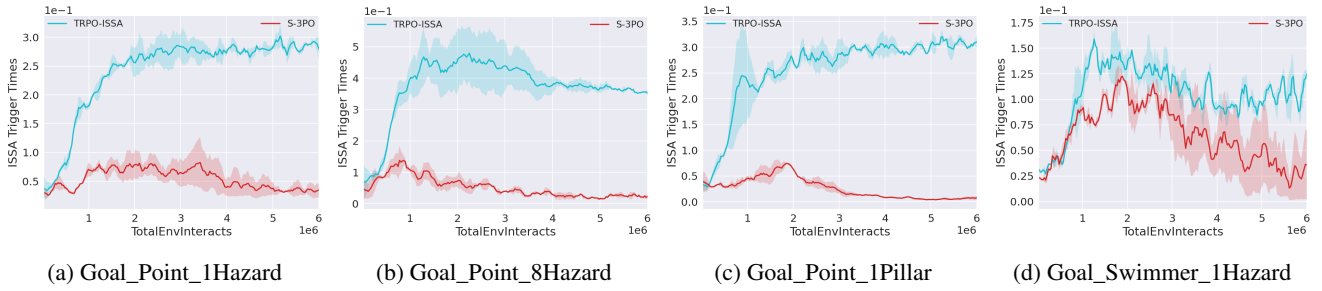 1e−1
TRPO-ISSA S-3PO
ISSA Trigger Times
3.0
2.5
2.0
1.5
1.0
0.5
1 2 3 4 5 6
TotalEnvInteracts
1e6
(a) Goal_Point_1Hazard
1e−1
TRPO-ISSA S-3PO
ISSA Trigger Times
5
4
3
2
1
0
1 2 3 4 5 6
TotalEnvInteracts
1e6
(b) Goal_Point_8Hazard
1e−1
TRPO-ISSA S-3PO
ISSA Trigger Times
3.5
3.0
2.5
2.0
1.5
1.0
0.5
0.0
1 2 3 4 5 6
TotalEnvInteracts
1e6
(c) Goal_Point_1Pillar
1e−1
TRPO-ISSA S-3PO
ISSA Trigger Times
1.75
1.50
1.25
1.00
0.75
0.50
0.25
0.00
1 2 3 4 5 6
TotalEnvInteracts
1e6
(d) Goal_Swimmer_1Hazard